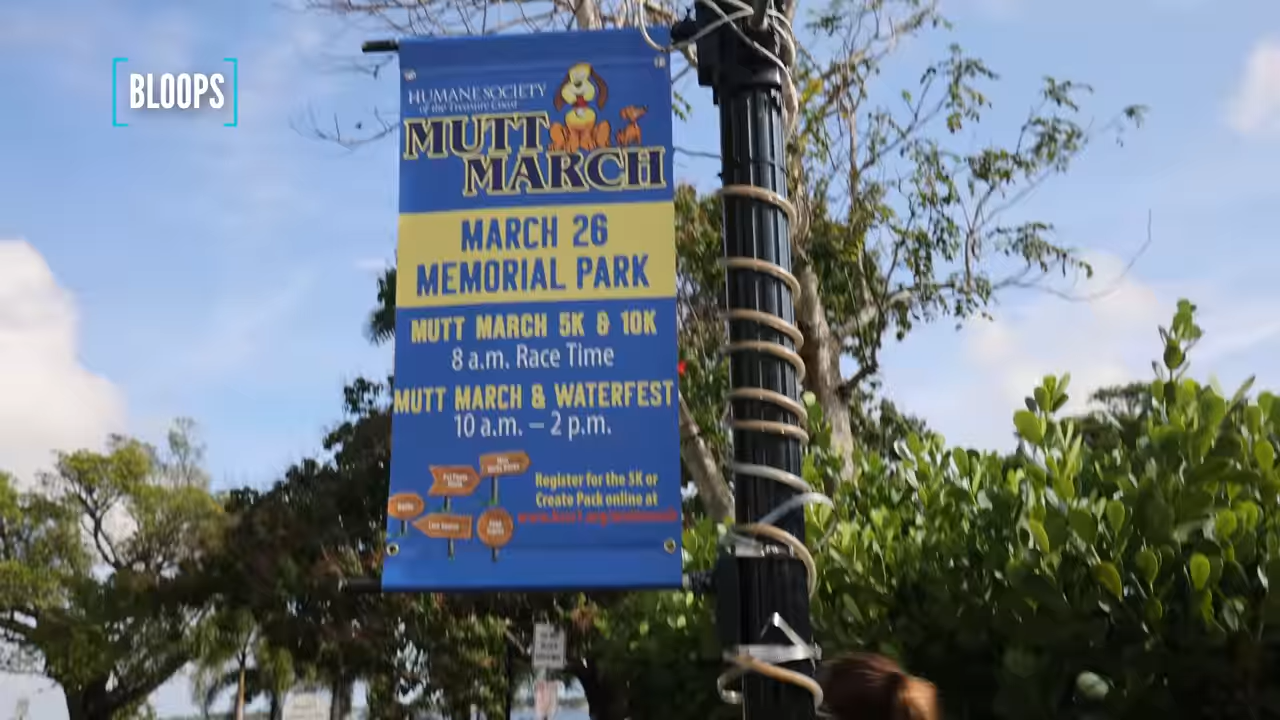 BLOOPS
HUMANE SOCIETY
of the Treasure Coast
MUTT
MARCH
MARCH 26
MEMORIAL PARK
MUTT MARCH 5K & 10K
8 a.m. Race Time
MUTT MARCH & WATERFEST
10 a.m. – 2 p.m.
Register for the 5K or
Create Pack online at